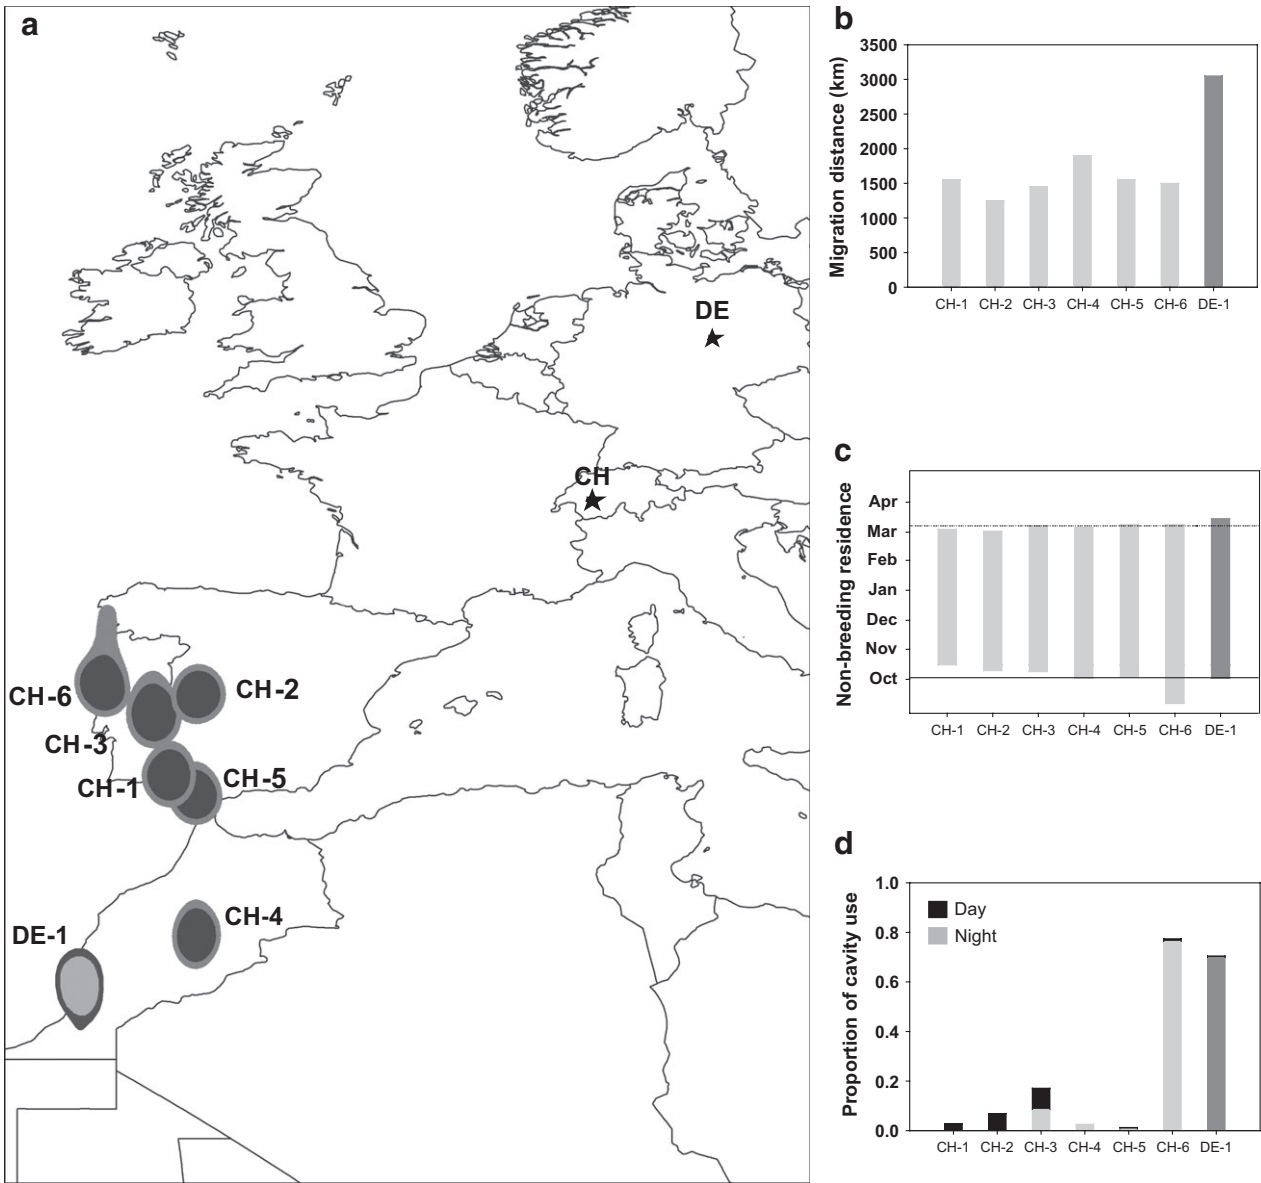 a
DE
CH
CH-6
CH-2
CH-3
CH-1
CH-5
CH-4
DE-1
b
Migration distance (km)
3500
3000
2500
2000
1500
1000
500
0
CH-1 CH-2 CH-3 CH-4 CH-5 CH-6 DE-1
c
Non-breeding residence
Apr
Mar
Feb
Jan
Dec
Nov
Oct
CH-1 CH-2 CH-3 CH-4 CH-5 CH-6 DE-1
d
Proportion of cavity use
1.0
0.8
0.6
0.4
0.2
0.0
Day
Night
CH-1 CH-2 CH-3 CH-4 CH-5 CH-6 DE-1